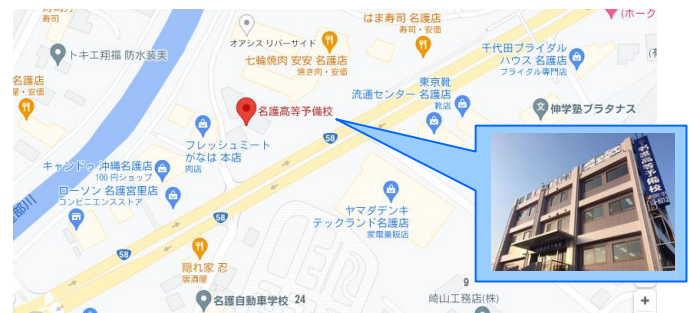 寿司
はま寿司 名護店
寿司・安価
(ホーク
オアシス リバーサイド
トキエ翔福 防水装美
七輪焼肉 安安 名護店
焼き肉・安価
千代田ブライダル
ハウス 名護店
ブライダル専門店
名護店
・安価
東京靴
流通センター 名護店
靴店
名護高等予備校
伸学塾プラタナス
58
フレッシュミート
がなは 本店
肉店
キャンドゥ 沖縄名護店
100 円ショップ
ローソン 名護宮里店
コンビニエンスストア
ヤマダデンキ
テックランド名護店
家電量販店
58
隠れ家 忍
居酒屋
名護自動車学校
24
9
崎山工務店(株)
+
名護高等予備校